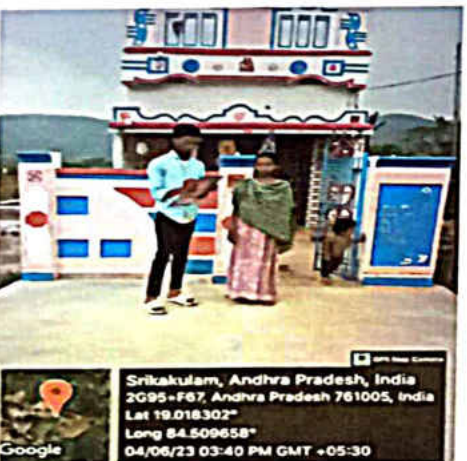 GPS Map Camera
Srikakulam, Andhra Pradesh, India
2G95+F67, Andhra Pradesh 761005, India
Lat 19.018302°
Long 84.509658°
04/06/23 03:40 PM GMT +05:30
Google